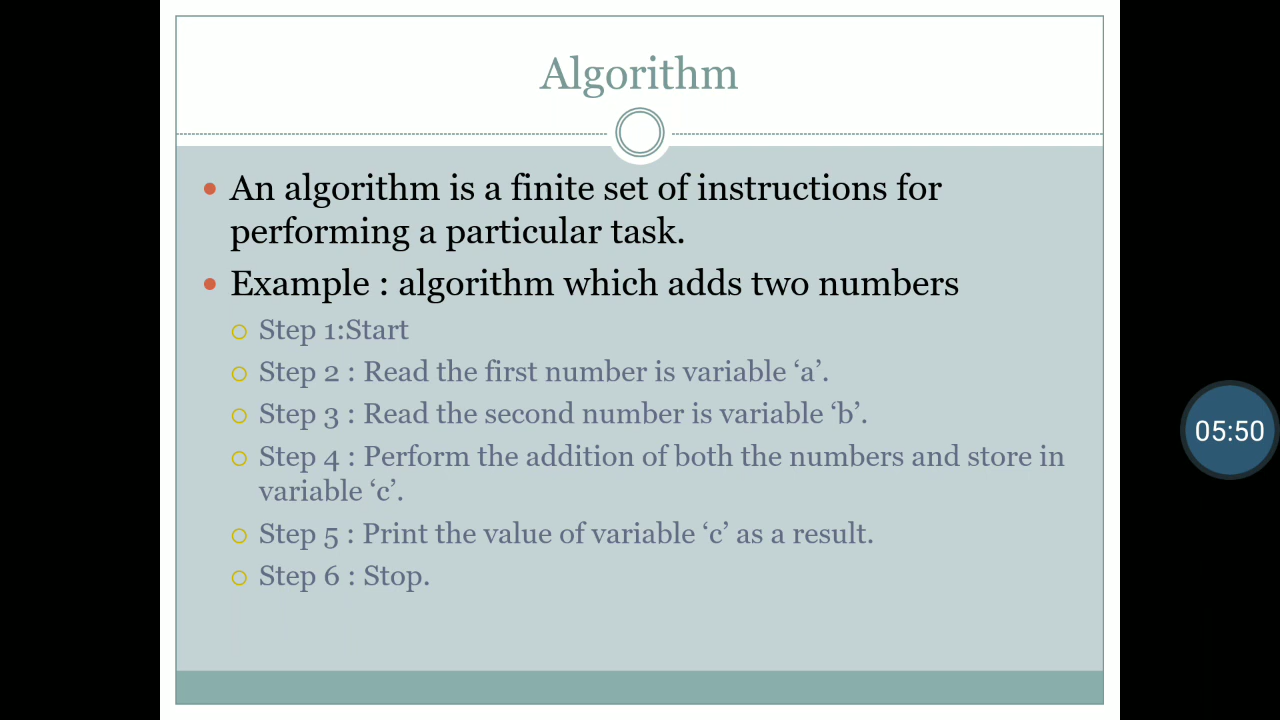 Algorithm
An algorithm is a finite set of instructions for
performing a particular task.
Example : algorithm which adds two numbers
Step 1:Start
Step 2 : Read the first number is variable ‘a’.
Step 3 : Read the second number is variable ‘b’.
Step 4 : Perform the addition of both the numbers and store in
variable ‘c’.
Step 5 : Print the value of variable ‘c’ as a result.
Step 6 : Stop.
05:50